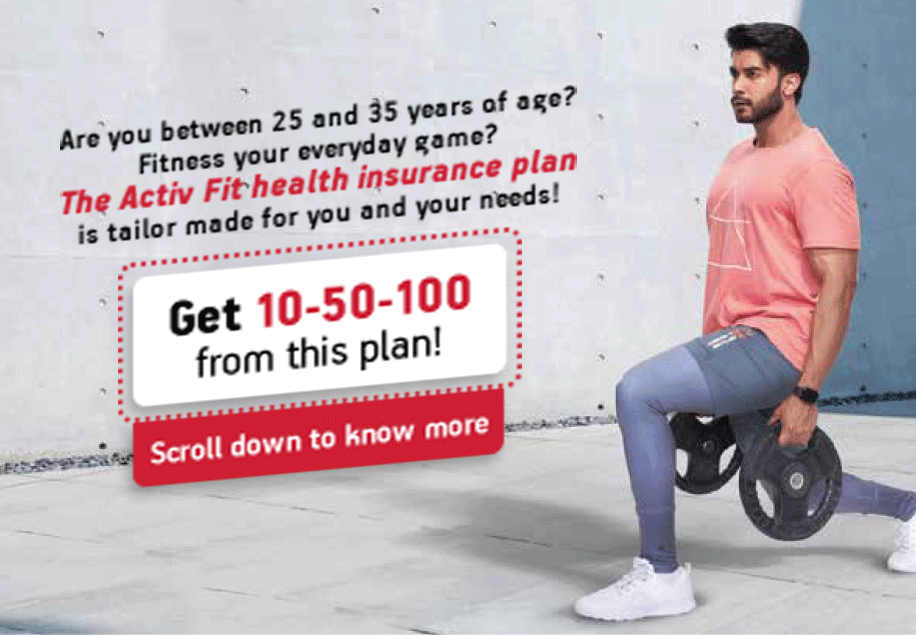 Are you between 25 and 35 years of age?
Fitness your everyday game?
The Activ Fit health insurance plan
is tailor made for you and your needs!
Get 10-50-100
from this plan!
Scroll down to know more